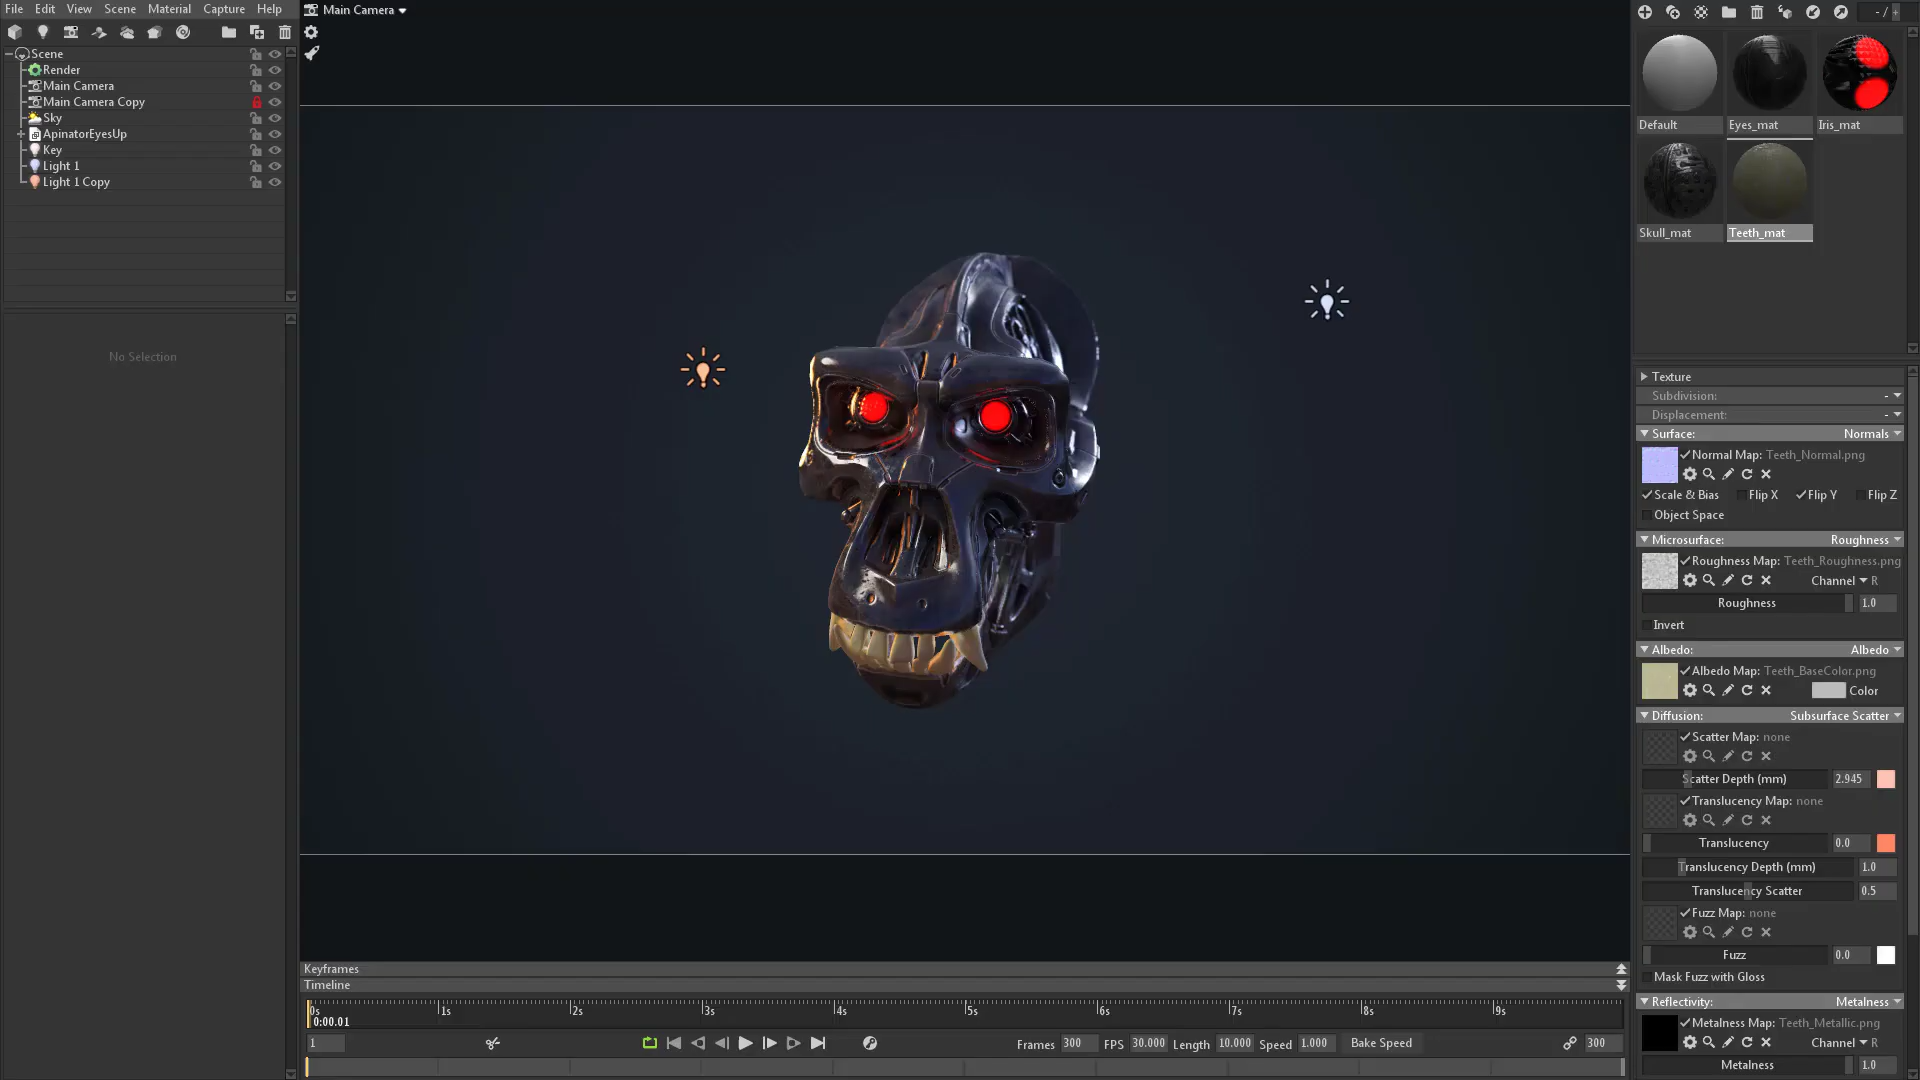 File Edit View Scene Material Capture Help
Scene
Render
Main Camera
Main Camera Copy
Sky
ApinatorEyesUp
Key
Light 1
Light 1 Copy
No Selection
Main Camera
Keyframes
Timeline
0s 1s 2s 3s 4s 5s 6s 7s 8s 9s
0:00.01
1
Frames 300 FPS 30.000 Length 10.000 Speed 1.000 Bake Speed 300
- / +
Default Eyes_mat Iris_mat
Skull_mat Teeth_mat
Texture
Subdivision: -
Displacement: -
Surface: Normals
Normal Map: Teeth_Normal.png
Scale & Bias Flip X Flip Y Flip Z
Object Space
Microsurface: Roughness
Roughness Map: Teeth_Roughness.png
Channel R
Roughness 1.0
Invert
Albedo: Albedo
Albedo Map: Teeth_BaseColor.png
Color
Diffusion: Subsurface Scatter
Scatter Map: none
Scatter Depth (mm) 2.945
Translucency Map: none
Translucency 0.0
Translucency Depth (mm) 1.0
Translucency Scatter 0.5
Fuzz Map: none
Fuzz 0.0
Mask Fuzz with Gloss
Reflectivity: Metalness
Metalness Map: Teeth_Metallic.png
Channel R
Metalness 1.0